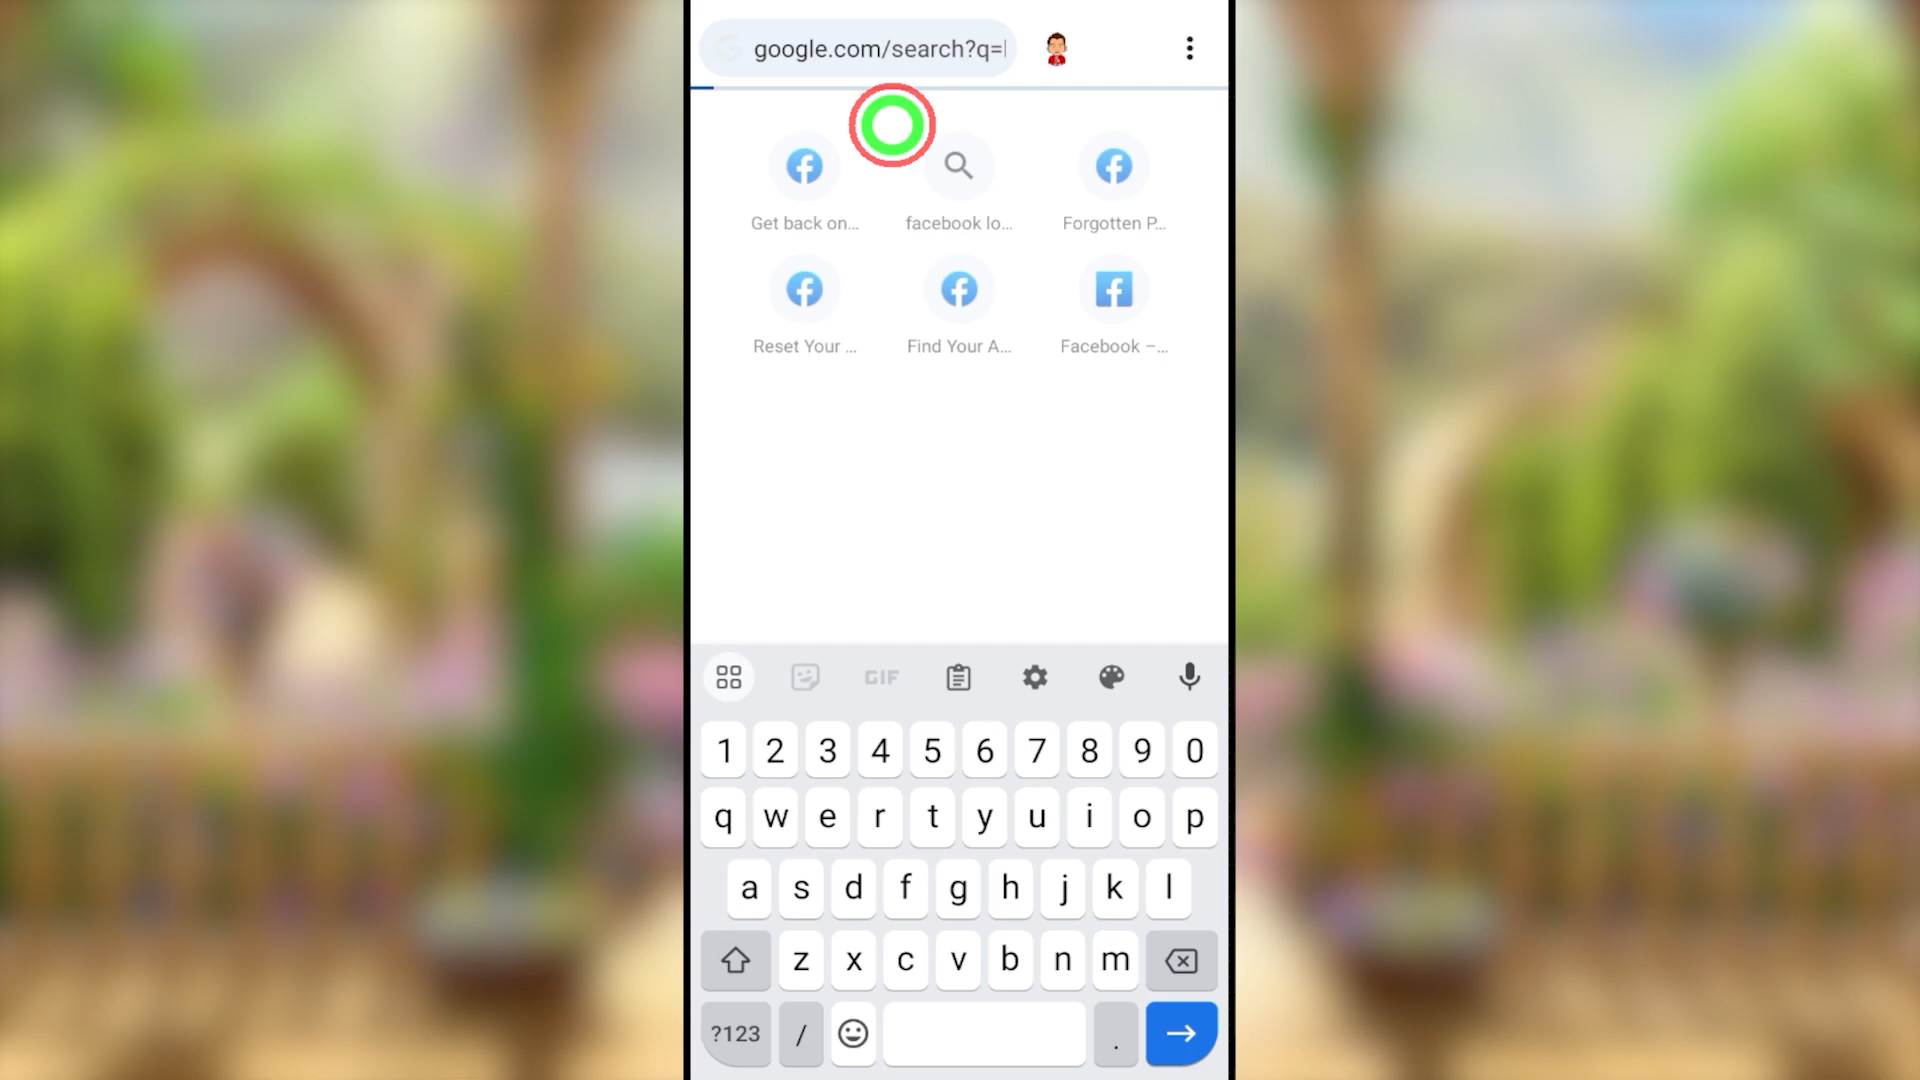 google.com/search?q=
Get back on... facebook lo... Forgotten P...
Reset Your ... Find Your A... Facebook –...
GIF
1 2 3 4 5 6 7 8 9 0
q w e r t y u i o p
a s d f g h j k l
z x c v b n m
?123 / .